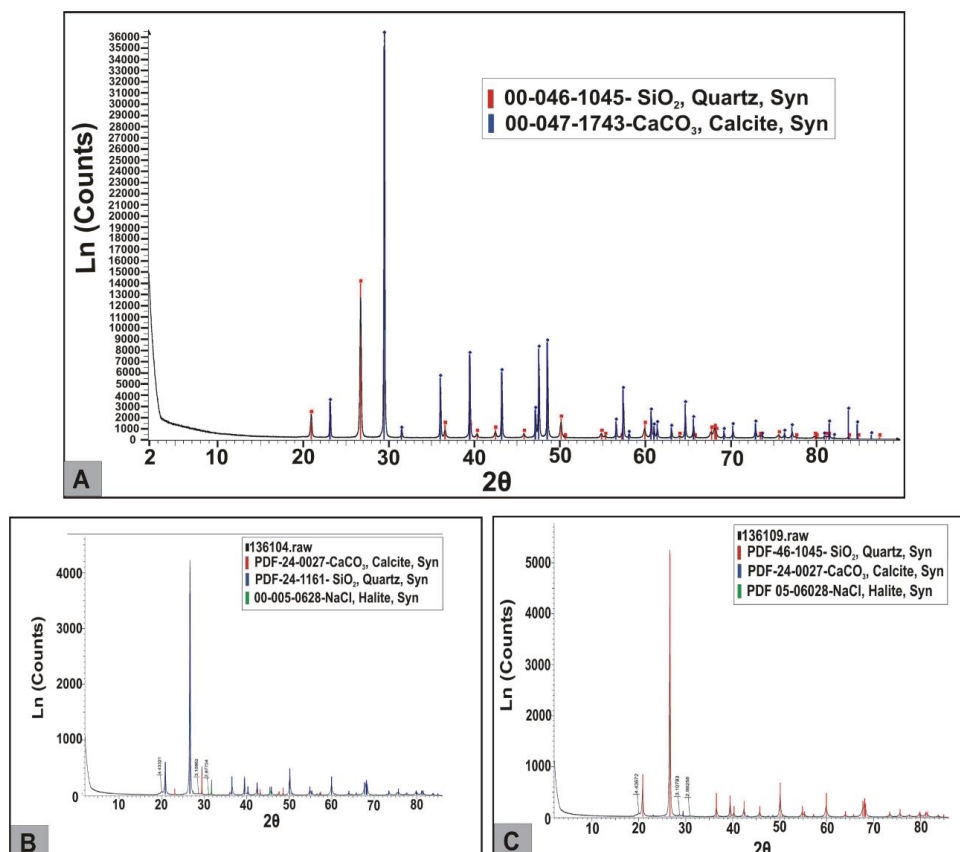 36000
35000
34000
33000
32000
31000
30000
29000
28000
27000
26000
25000
24000
23000
22000
21000
20000
19000
18000
17000
16000
15000
14000
13000
12000
11000
10000
9000
8000
7000
6000
5000
4000
3000
2000
1000
0
Ln (Counts)
00-046-1045- SiO₂, Quartz, Syn
00-047-1743-CaCO₃, Calcite, Syn
2 10 20 30 40 50 60 70 80
2θ
A
136104.raw
PDF-24-0027-CaCO₃, Calcite, Syn
PDF-24-1161- SiO₂, Quartz, Syn
00-005-0628-NaCl, Halite, Syn
4000
3000
2000
1000
0
Ln (Counts)
10 20 30 40 50 60 70 80
2θ
B
136109.raw
PDF-46-1045- SiO₂, Quartz, Syn
PDF-24-0027-CaCO₃, Calcite, Syn
PDF 05-06028-NaCl, Halite, Syn
5000
4000
3000
2000
1000
0
Ln (Counts)
10 20 30 40 50 60 70 80
2θ
C